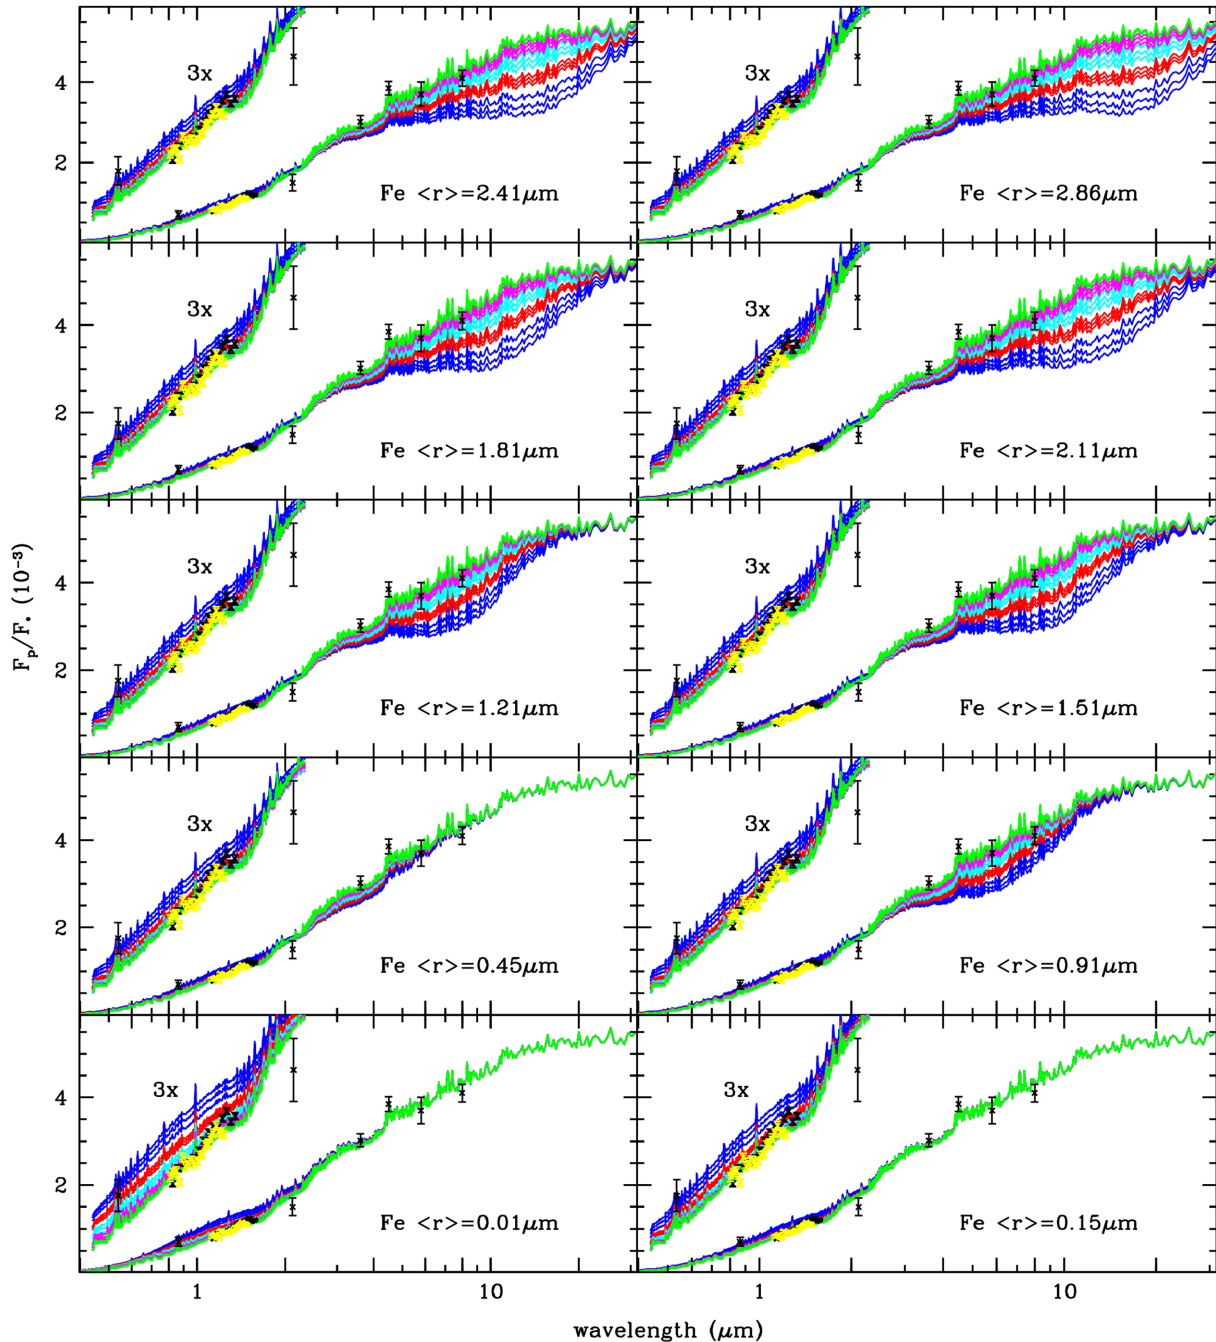 3x
4
2
Fe <r>=2.41μm
3x
Fe <r>=2.86μm
3x
4
2
Fe <r>=1.81μm
3x
Fe <r>=2.11μm
3x
4
2
Fe <r>=1.21μm
3x
Fe <r>=1.51μm
F_p/F. (10⁻³)
3x
4
2
Fe <r>=0.45μm
3x
Fe <r>=0.91μm
3x
4
2
Fe <r>=0.01μm
3x
Fe <r>=0.15μm
1
10
1
10
wavelength (μm)